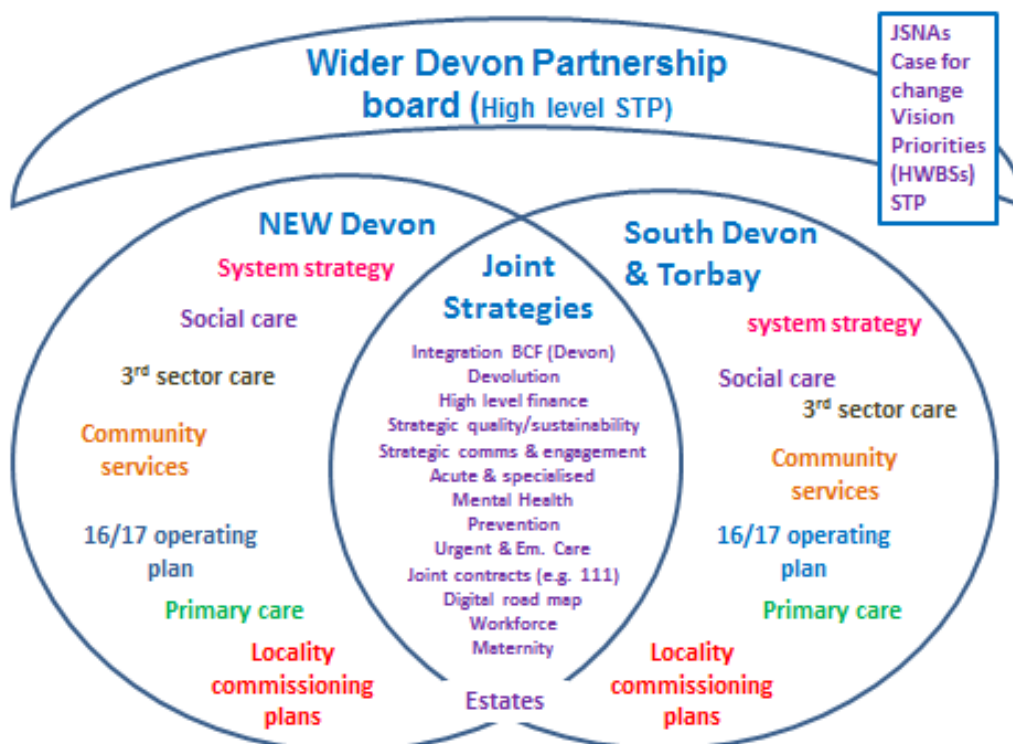 Wider Devon Partnership
board (High level STP)
JSNAs
Case for
change
Vision
Priorities
(HWBSs)
STP
NEW Devon
System strategy
Social care
3rd sector care
Community
services
16/17 operating
plan
Primary care
Locality
commissioning
plans
Joint
Strategies
Integration BCF (Devon)
Devolution
High level finance
Strategic quality/sustainability
Strategic comms & engagement
Acute & specialised
Mental Health
Prevention
Urgent & Em. Care
Joint contracts (e.g. 111)
Digital road map
Workforce
Maternity
Estates
South Devon
& Torbay
system strategy
Social care
3rd sector care
Community
services
16/17 operating
plan
Primary care
Locality
commissioning
plans